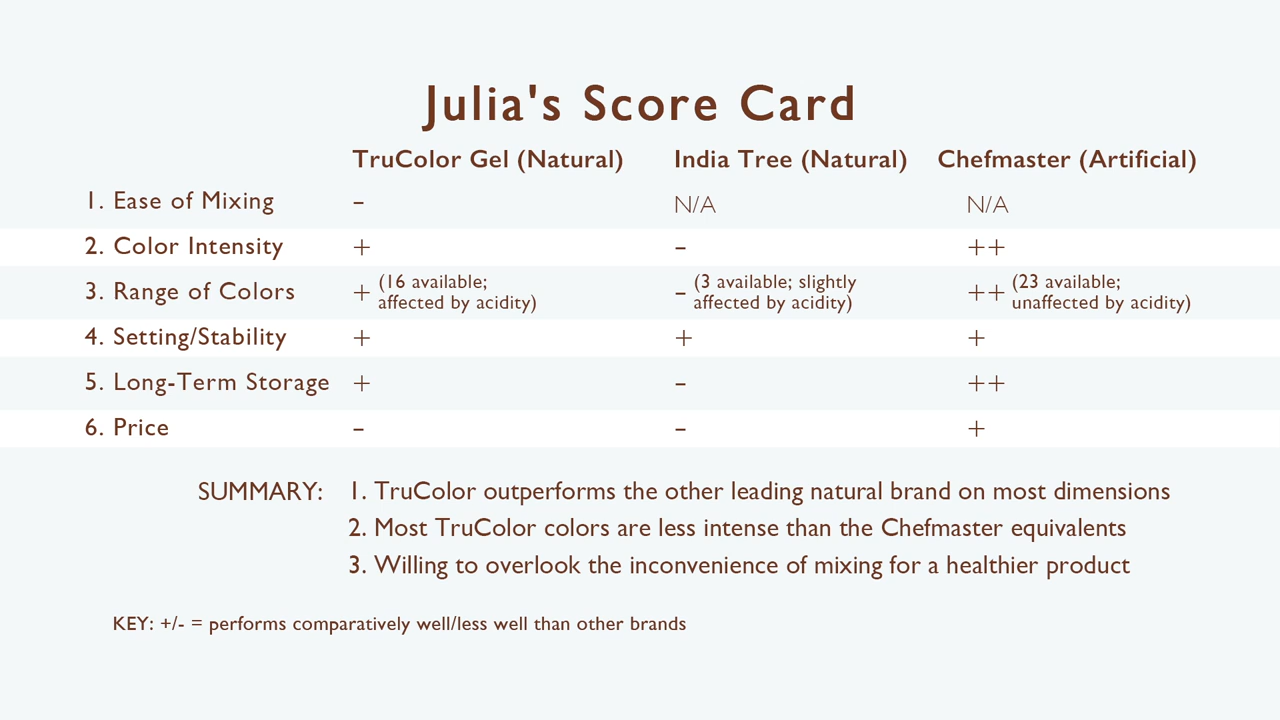 Julia's Score Card
TruColor Gel (Natural) India Tree (Natural) Chefmaster (Artificial)
1. Ease of Mixing – N/A N/A
2. Color Intensity + – ++
3. Range of Colors + (16 available; affected by acidity) – (3 available; slightly affected by acidity) ++ (23 available; unaffected by acidity)
4. Setting/Stability + + +
5. Long-Term Storage + – ++
6. Price – – +
SUMMARY: 1. TruColor outperforms the other leading natural brand on most dimensions
2. Most TruColor colors are less intense than the Chefmaster equivalents
3. Willing to overlook the inconvenience of mixing for a healthier product
KEY: +/- = performs comparatively well/less well than other brands